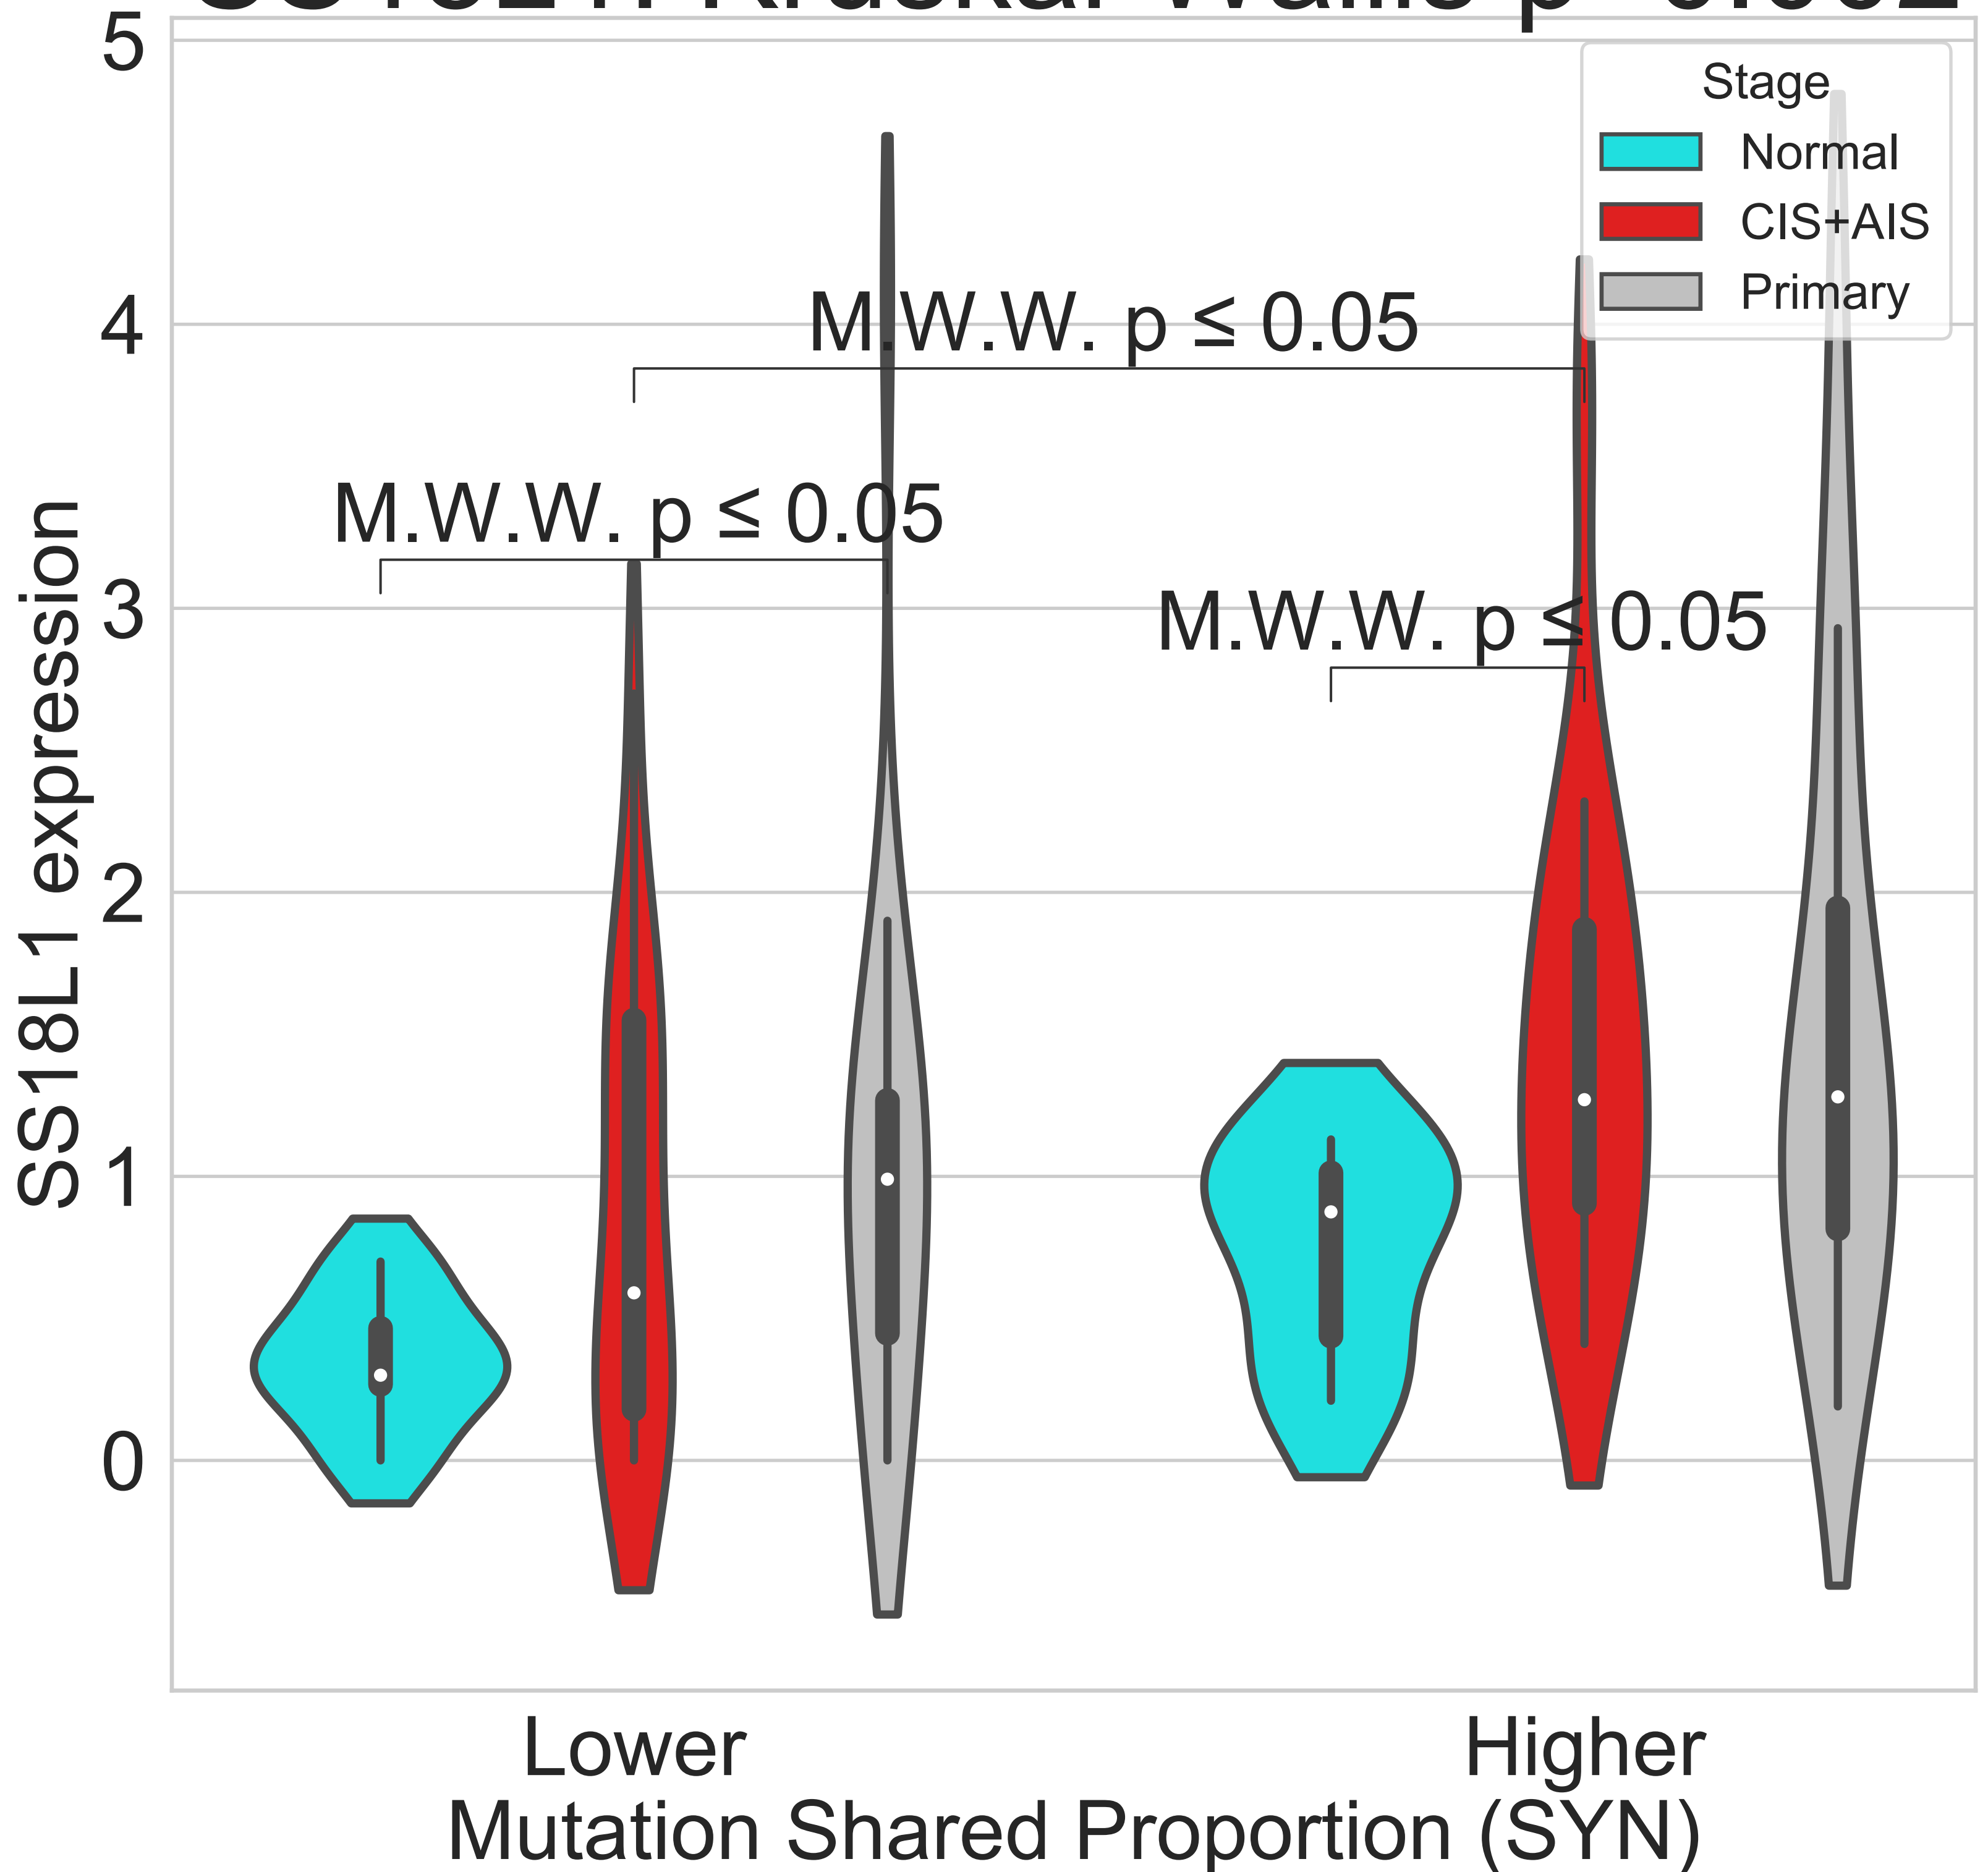 5
Stage
Normal
CIS+AIS
Primary
M.W.W. p ≤ 0.05
4
M.W.W. p ≤ 0.05
M.W.W. p ≤ 0.05
3
2
1
0
SS18L1 expression
Lower
Higher
Mutation Shared Proportion (SYN)